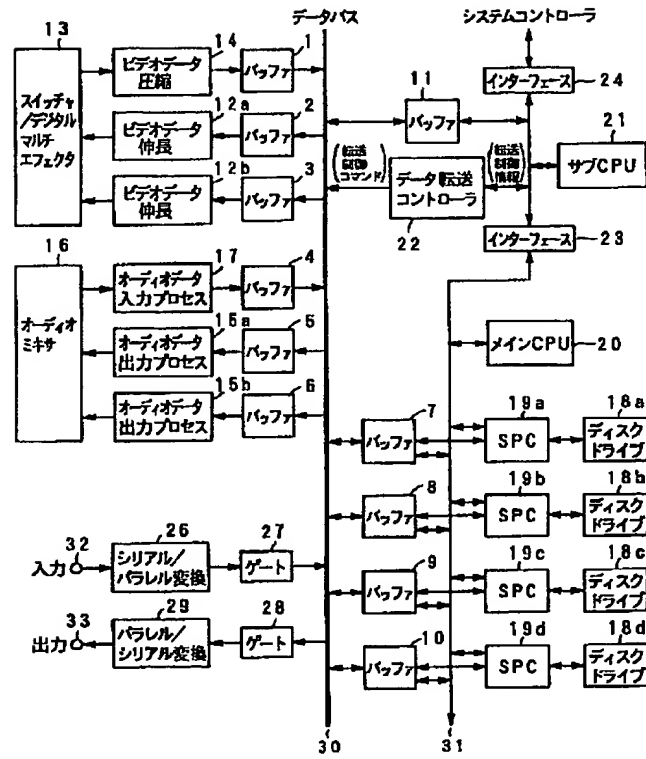 データバス
システムコントローラ
13
スイッチャ
/デジタル
マルチ
エフェクタ
14
ビデオデータ
圧縮
1
バッファ
12a
ビデオデータ
伸長
2
バッファ
12b
ビデオデータ
伸長
3
バッファ
11
バッファ
インターフェース
24
21
サブCPU
(転送
制御
コマンド)
データ転送
コントローラ
22
(転送
制御
情報)
インターフェース
23
16
オーディオ
ミキサ
17
オーディオデータ
入力プロセス
4
バッファ
15a
オーディオデータ
出力プロセス
5
バッファ
15b
オーディオデータ
出力プロセス
6
バッファ
メインCPU
20
7
バッファ
19a
SPC
18a
ディスク
ドライブ
8
バッファ
19b
SPC
18b
ディスク
ドライブ
9
バッファ
19c
SPC
18c
ディスク
ドライブ
10
バッファ
19d
SPC
18d
ディスク
ドライブ
32
入力
26
シリアル/
パラレル変換
27
ゲート
33
出力
29
パラレル/
シリアル変換
28
ゲート
30
31